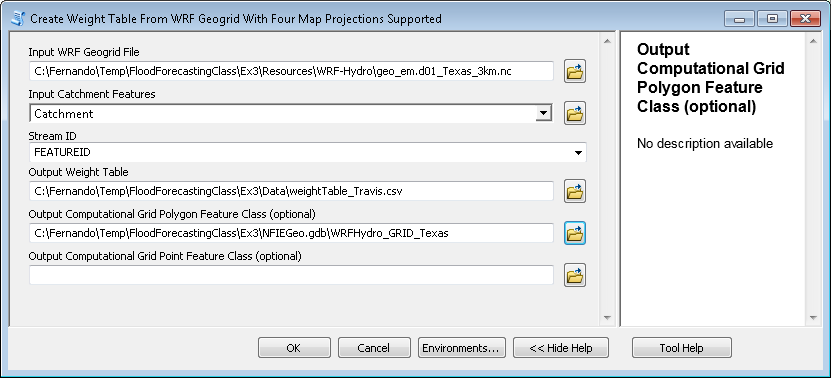 Create Weight Table From WRF Geogrid With Four Map Projections Supported
Input WRF Geogrid File
C:\Fernando\Temp\FloodForecastingClass\Ex3\Resources\WRF-Hydro\geo_em.d01_Texas_3km.nc
Input Catchment Features
Catchment
Stream ID
FEATUREID
Output Weight Table
C:\Fernando\Temp\FloodForecastingClass\Ex3\Data\weightTable_Travis.csv
Output Computational Grid Polygon Feature Class (optional)
C:\Fernando\Temp\FloodForecastingClass\Ex3\NFIEGeo.gdb\WRFHydro_GRID_Texas
Output Computational Grid Point Feature Class (optional)
OK
Cancel
Environments...
<< Hide Help
Output
Computational Grid
Polygon Feature
Class (optional)
No description available
Tool Help